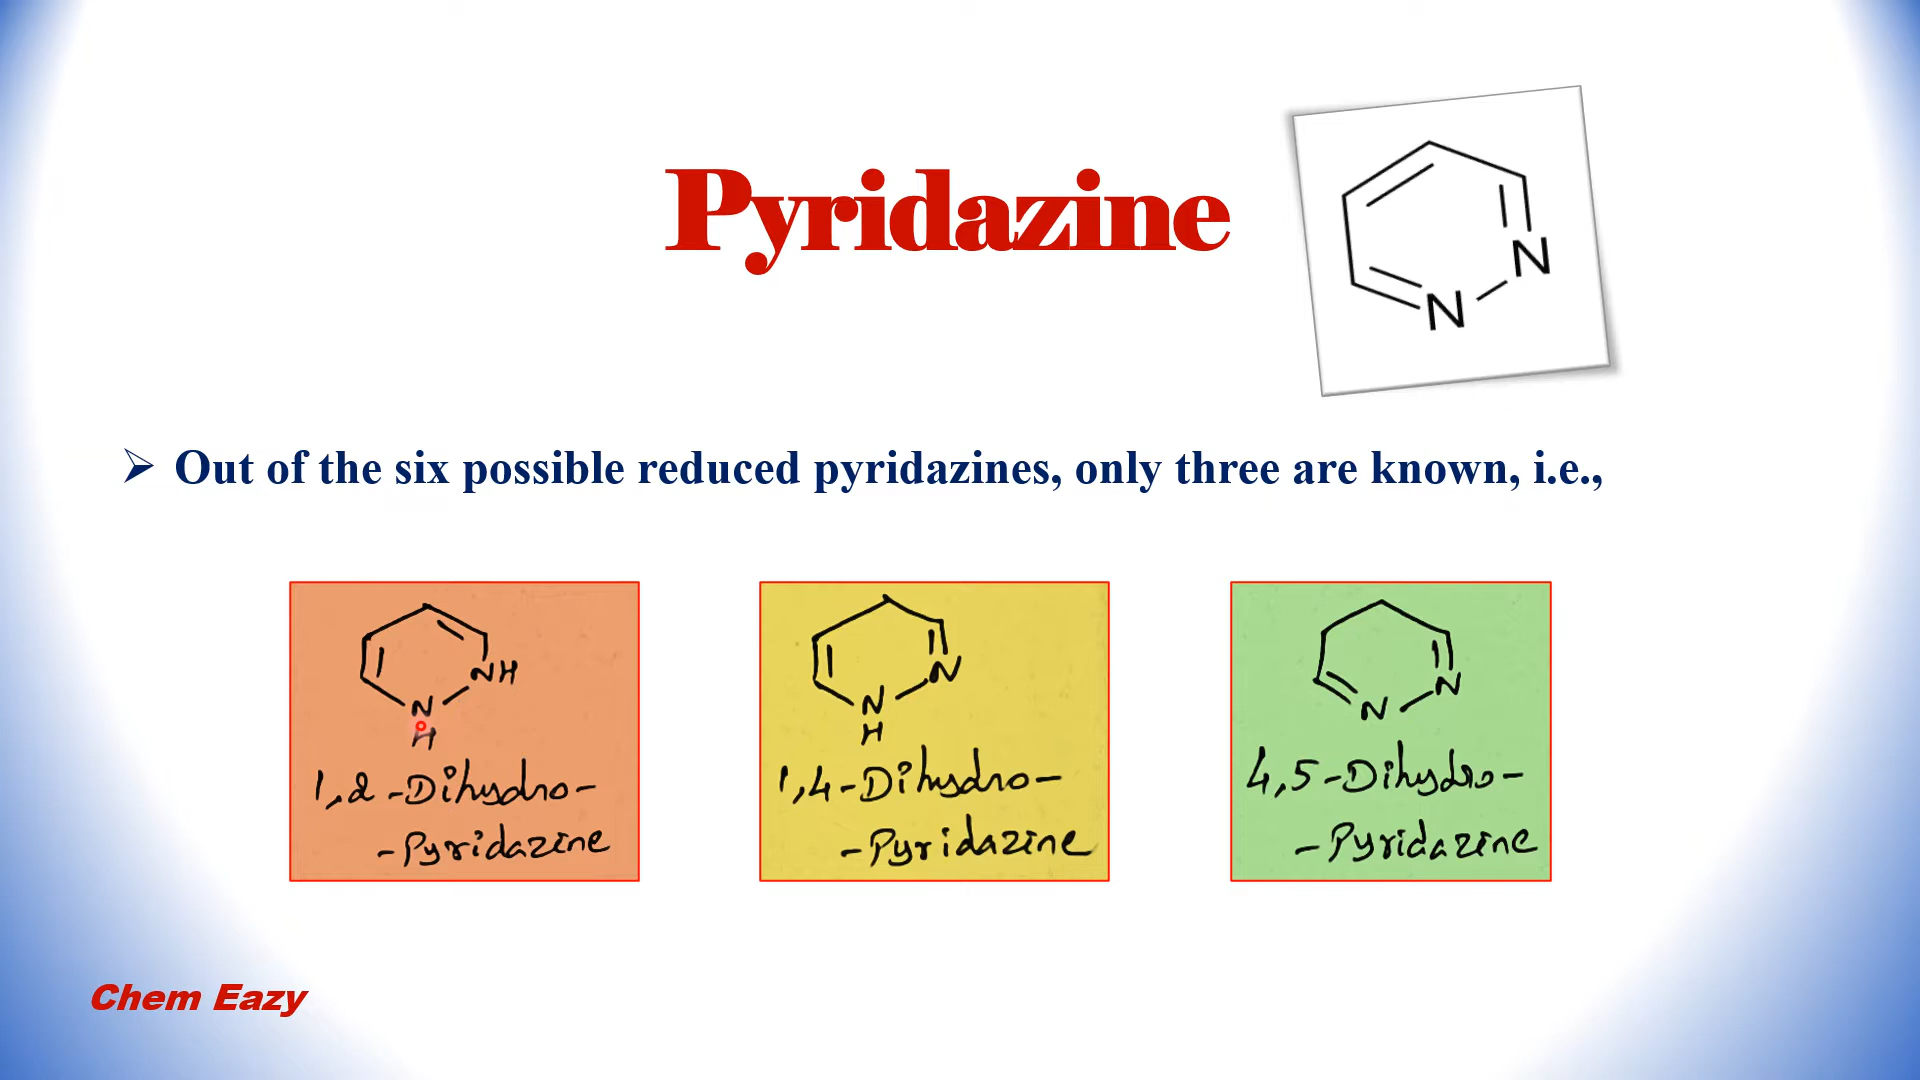 Pyridazine
N
N
➢ Out of the six possible reduced pyridazines, only three are known, i.e.,
NH
N
H
1,2-Dihydro-
-Pyridazine
N
N
H
1,4-Dihydro-
-Pyridazine
N
N
4,5-Dihydro-
-Pyridazine
Chem Eazy